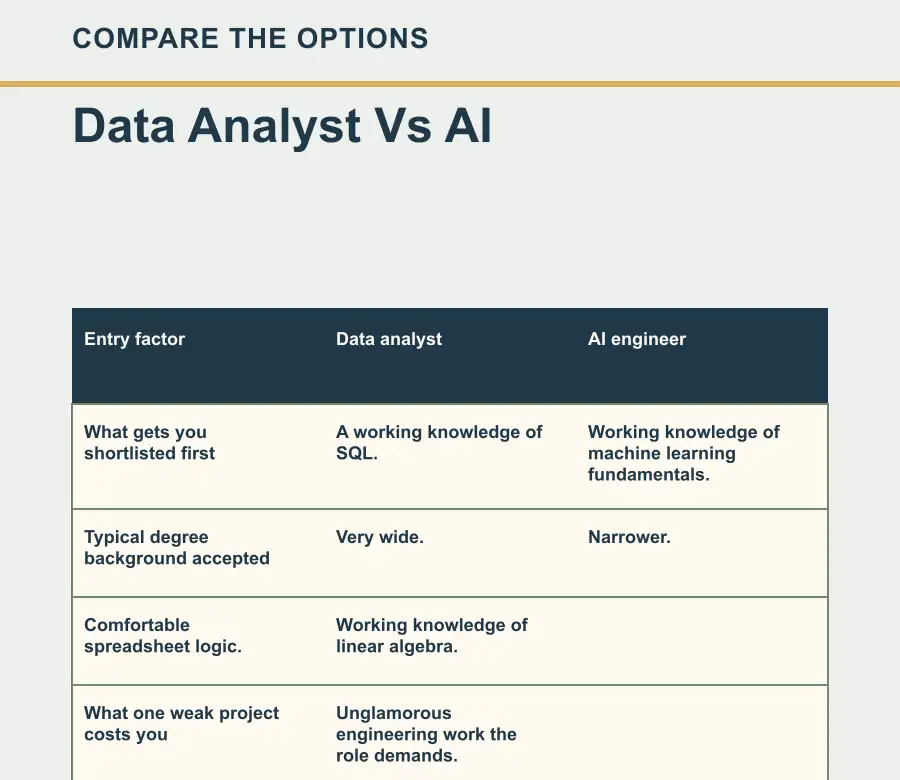 COMPARE THE OPTIONS
Data Analyst Vs AI
Entry factor
Data analyst
AI engineer
What gets you
shortlisted first
A working knowledge of
SQL.
Working knowledge of
machine learning
fundamentals.
Typical degree
background accepted
Very wide.
Narrower.
Comfortable
spreadsheet logic.
Working knowledge of
linear algebra.
What one weak project
costs you
Unglamorous
engineering work the
role demands.